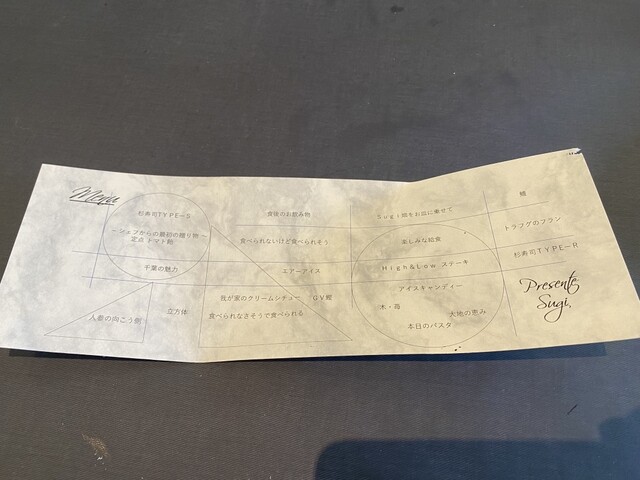 Menu
杉寿司TYPE-S
～シェフからの最初の贈り物～
定点 トマト飴
千葉の魅力
人参の向こう側
立方体
食後のお飲み物
食べられないけど食べられそう
エアーアイス
我が家のクリームシチュー GV蝦
食べられなさそうで食べられる
Sugi畑をお皿に乗せて
楽しみな給食
High&Low ステーキ
アイスキャンディー
木・苺
大地の恵み
本日のパスタ
トラフグのフラン
杉寿司TYPE-R
Presenté
Sugi.